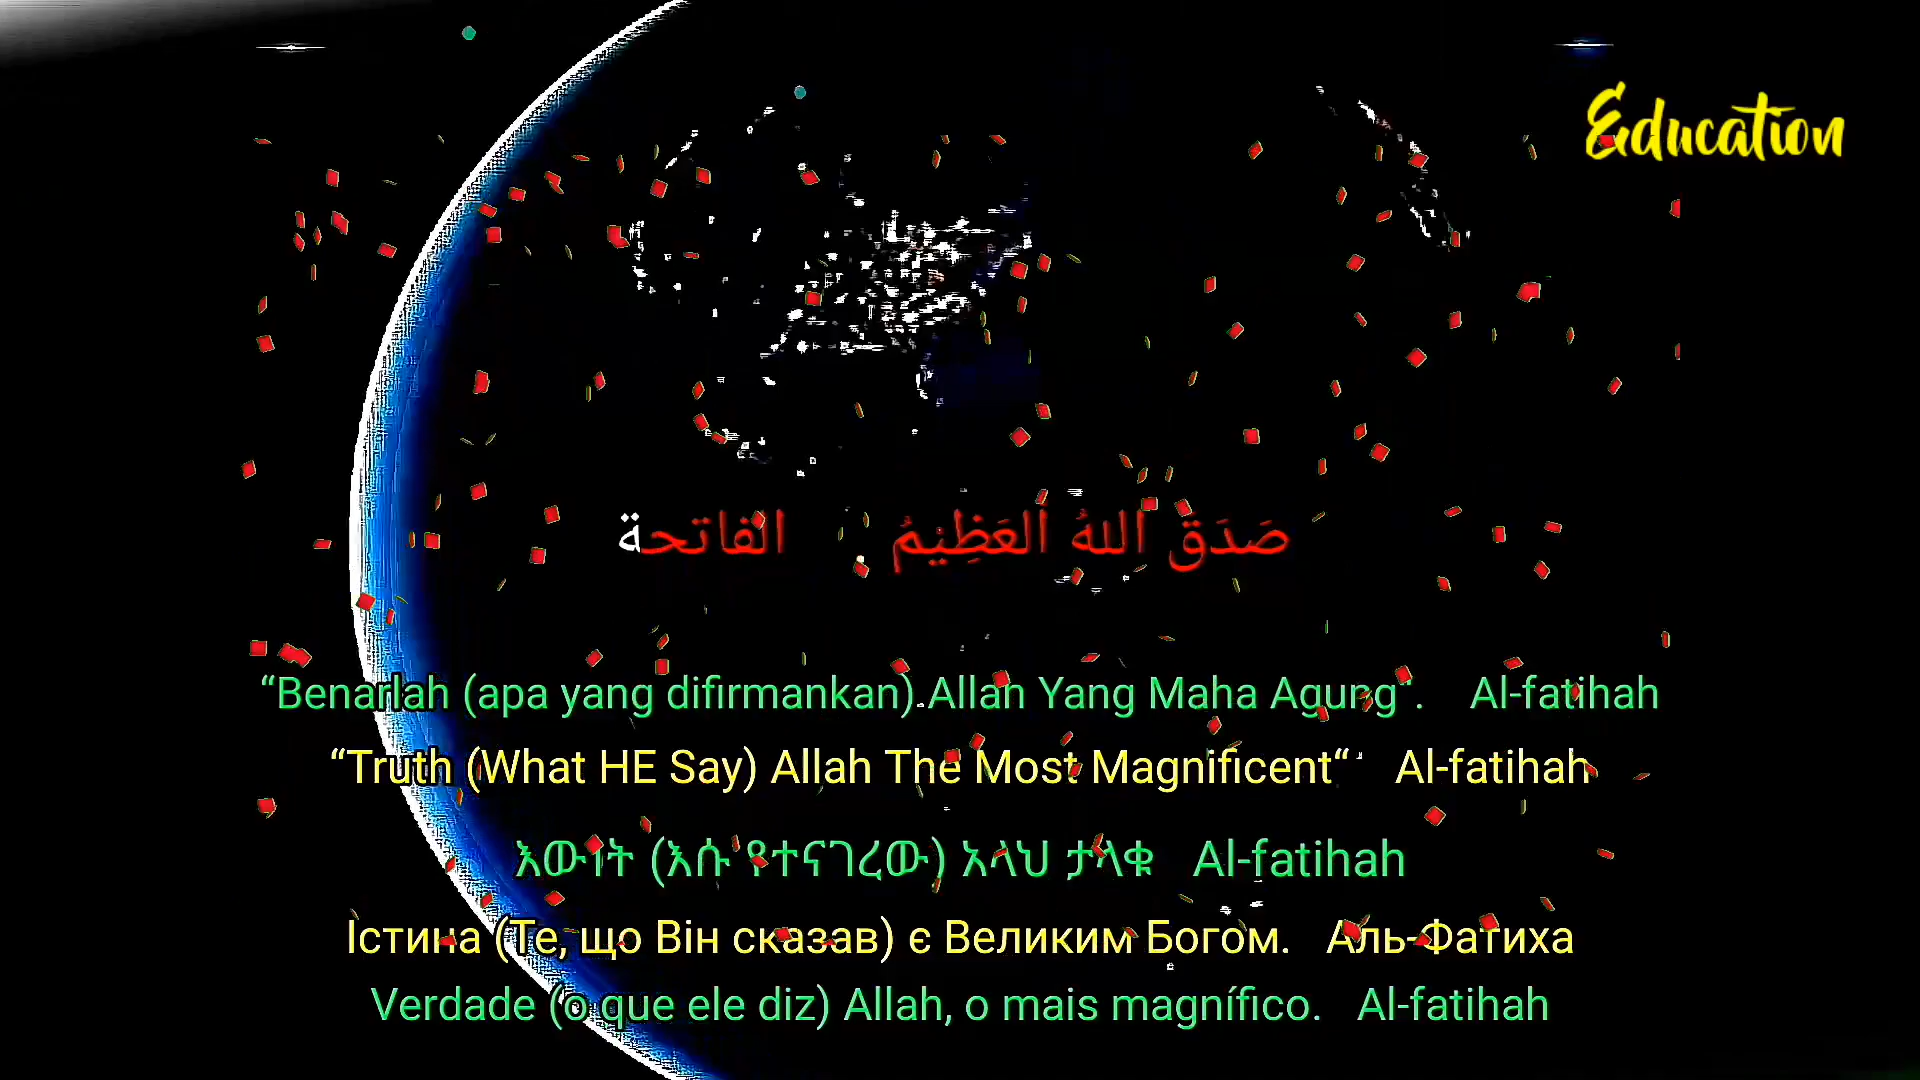 Education
صَدَقَ اللهُ العَظِيمُ . الفاتحة
“Benarlah (apa yang difirmankan) Allah Yang Maha Agung". Al-fatihah
“Truth (What HE Say) Allah The Most Magnificent“ Al-fatihah
እውነት (እሱ የተናገረው) አላህ ታላቁ Al-fatihah
Істина (Те, що Він сказав) є Великим Богом. Аль-Фатиха
Verdade (o que ele diz) Allah, o mais magnífico. Al-fatihah